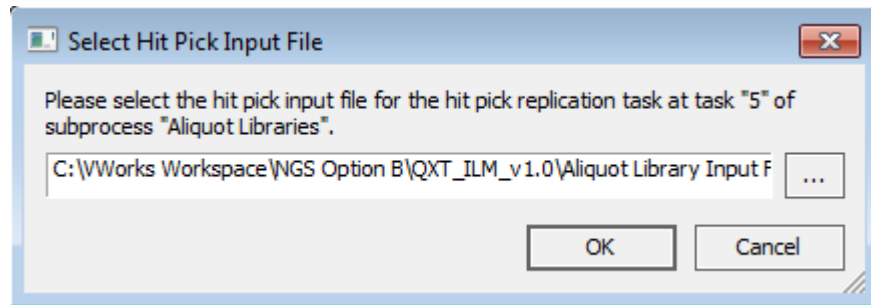 Select Hit Pick Input File
Please select the hit pick input file for the hit pick replication task at task "5" of
subprocess "Aliquot Libraries".
C:\VWorks Workspace\NGS Option B\QXT_ILM_v1.0\Aliquot Library Input F
...
OK
Cancel